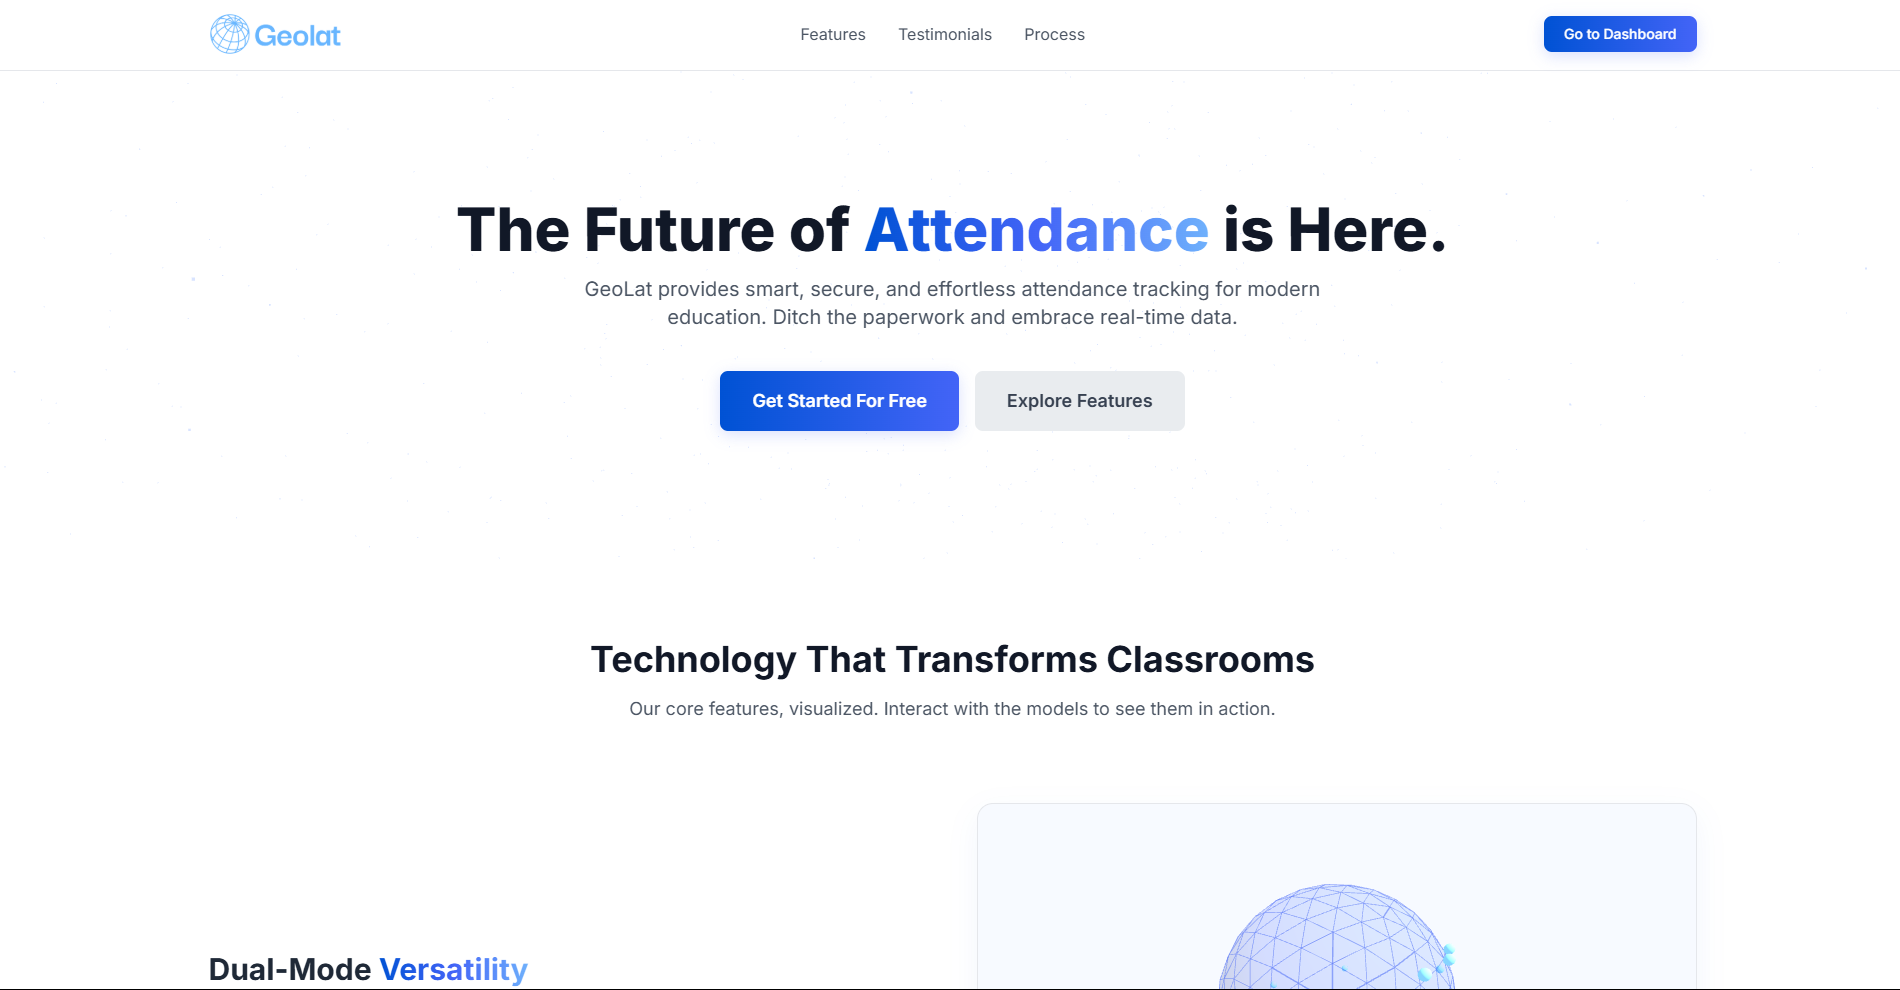 Geolat
Features
Testimonials
Process
Go to Dashboard
The Future of Attendance is Here.
GeoLat provides smart, secure, and effortless attendance tracking for modern
education. Ditch the paperwork and embrace real-time data.
Get Started For Free
Explore Features
Technology That Transforms Classrooms
Our core features, visualized. Interact with the models to see them in action.
Dual-Mode Versatility